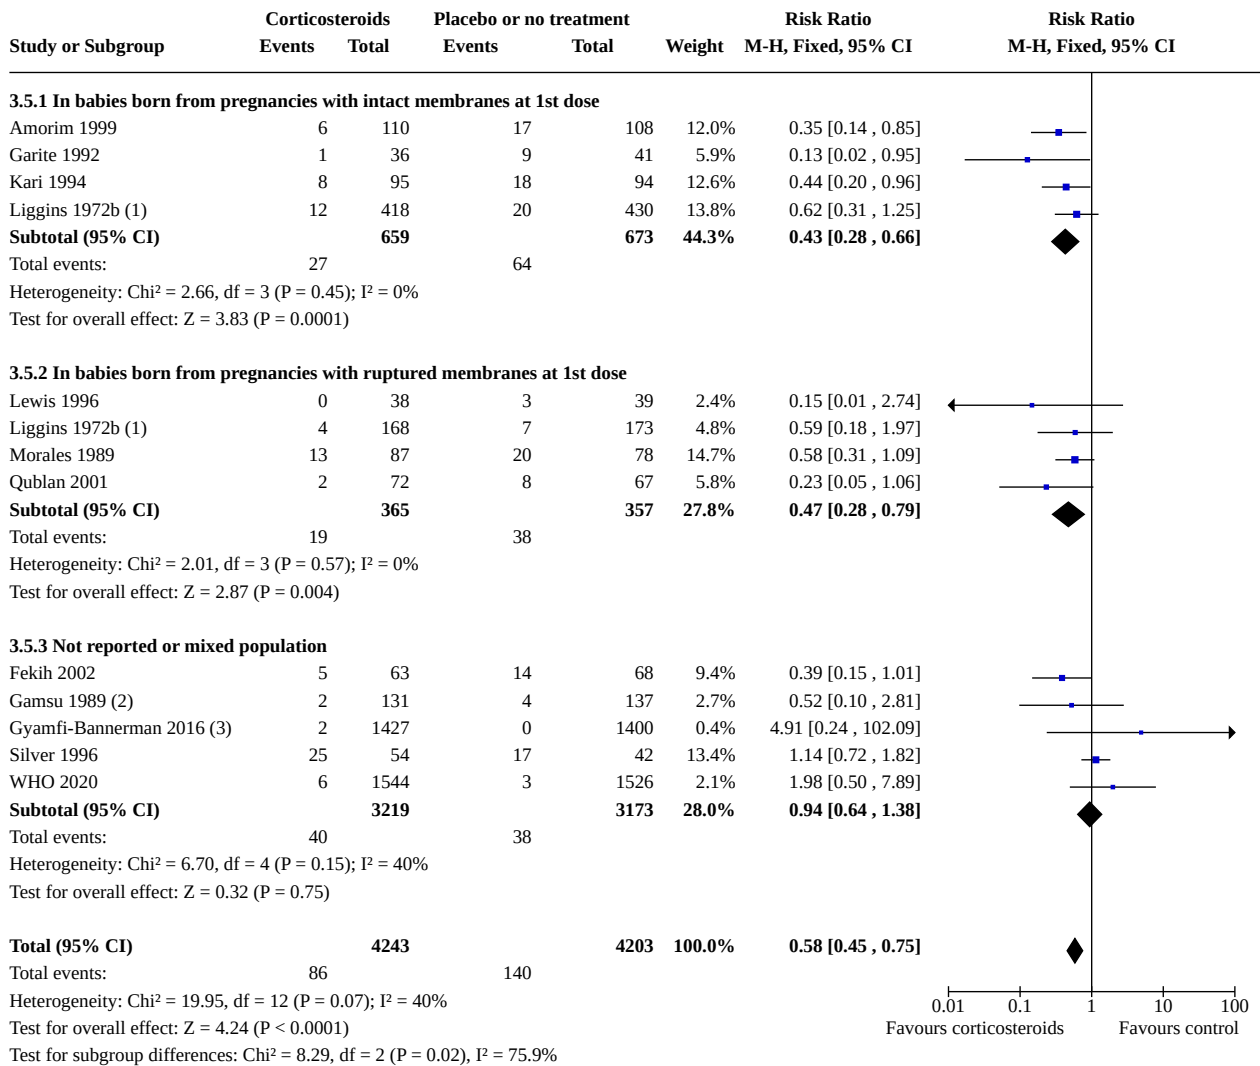 Corticosteroids Placebo or no treatment Risk Ratio Risk Ratio
Study or Subgroup Events Total Events Total Weight M-H, Fixed, 95% CI M-H, Fixed, 95% CI
3.5.1 In babies born from pregnancies with intact membranes at 1st dose
Amorim 1999 6 110 17 108 12.0% 0.35 [0.14 , 0.85]
Garite 1992 1 36 9 41 5.9% 0.13 [0.02 , 0.95]
Kari 1994 8 95 18 94 12.6% 0.44 [0.20 , 0.96]
Liggins 1972b (1) 12 418 20 430 13.8% 0.62 [0.31 , 1.25]
Subtotal (95% CI) 659 673 44.3% 0.43 [0.28 , 0.66]
Total events: 27 64
Heterogeneity: Chi² = 2.66, df = 3 (P = 0.45); I² = 0%
Test for overall effect: Z = 3.83 (P = 0.0001)
3.5.2 In babies born from pregnancies with ruptured membranes at 1st dose
Lewis 1996 0 38 3 39 2.4% 0.15 [0.01 , 2.74]
Liggins 1972b (1) 4 168 7 173 4.8% 0.59 [0.18 , 1.97]
Morales 1989 13 87 20 78 14.7% 0.58 [0.31 , 1.09]
Qublan 2001 2 72 8 67 5.8% 0.23 [0.05 , 1.06]
Subtotal (95% CI) 365 357 27.8% 0.47 [0.28 , 0.79]
Total events: 19 38
Heterogeneity: Chi² = 2.01, df = 3 (P = 0.57); I² = 0%
Test for overall effect: Z = 2.87 (P = 0.004)
3.5.3 Not reported or mixed population
Fekih 2002 5 63 14 68 9.4% 0.39 [0.15 , 1.01]
Gamsu 1989 (2) 2 131 4 137 2.7% 0.52 [0.10 , 2.81]
Gyamfi-Bannerman 2016 (3) 2 1427 0 1400 0.4% 4.91 [0.24 , 102.09]
Silver 1996 25 54 17 42 13.4% 1.14 [0.72 , 1.82]
WHO 2020 6 1544 3 1526 2.1% 1.98 [0.50 , 7.89]
Subtotal (95% CI) 3219 3173 28.0% 0.94 [0.64 , 1.38]
Total events: 40 38
Heterogeneity: Chi² = 6.70, df = 4 (P = 0.15); I² = 40%
Test for overall effect: Z = 0.32 (P = 0.75)
Total (95% CI) 4243 4203 100.0% 0.58 [0.45 , 0.75]
Total events: 86 140
Heterogeneity: Chi² = 19.95, df = 12 (P = 0.07); I² = 40%
0.01 0.1 1 10 100
Test for overall effect: Z = 4.24 (P < 0.0001)
Favours corticosteroids Favours control
Test for subgroup differences: Chi² = 8.29, df = 2 (P = 0.02), I² = 75.9%